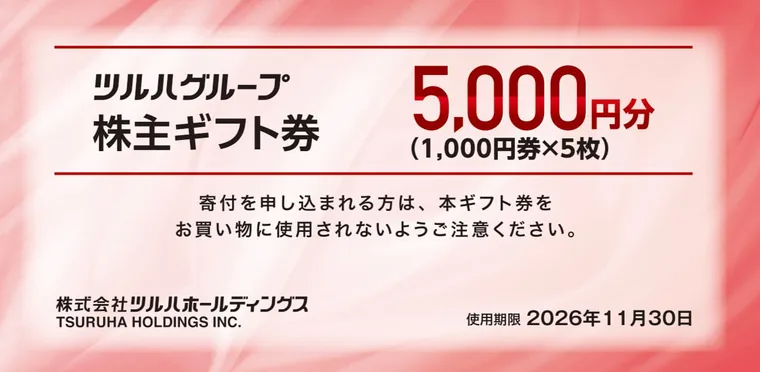 ツルハグループ
株主ギフト券
5,000円分
(1,000円券×5枚)
寄付を申し込まれる方は、本ギフト券を
お買い物に使用されないようご注意ください。
株式会社ツルハホールディングス
TSURUHA HOLDINGS INC.
使用期限 2026年11月30日